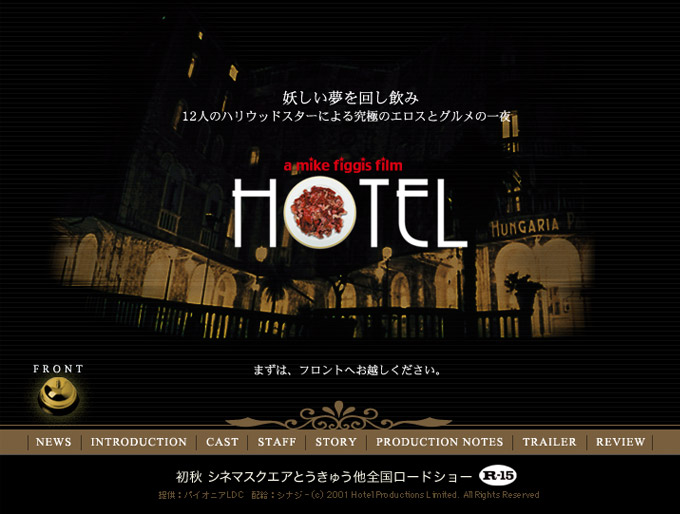 妖しい夢を回し飲み
12人のハリウッドスターによる究極のエロスとグルメの一夜
a mike figgis film
HOTEL
HUNGARIA
FRONT
まずは、フロントへお越しください。
NEWS INTRODUCTION CAST STAFF STORY PRODUCTION NOTES TRAILER REVIEW
初秋 シネマスクエアとうきゅう他全国ロードショー R-15
提供：パイオニアLDC 配給：シナジー (c) 2001 Hotel Productions Limited. All Rights Reserved